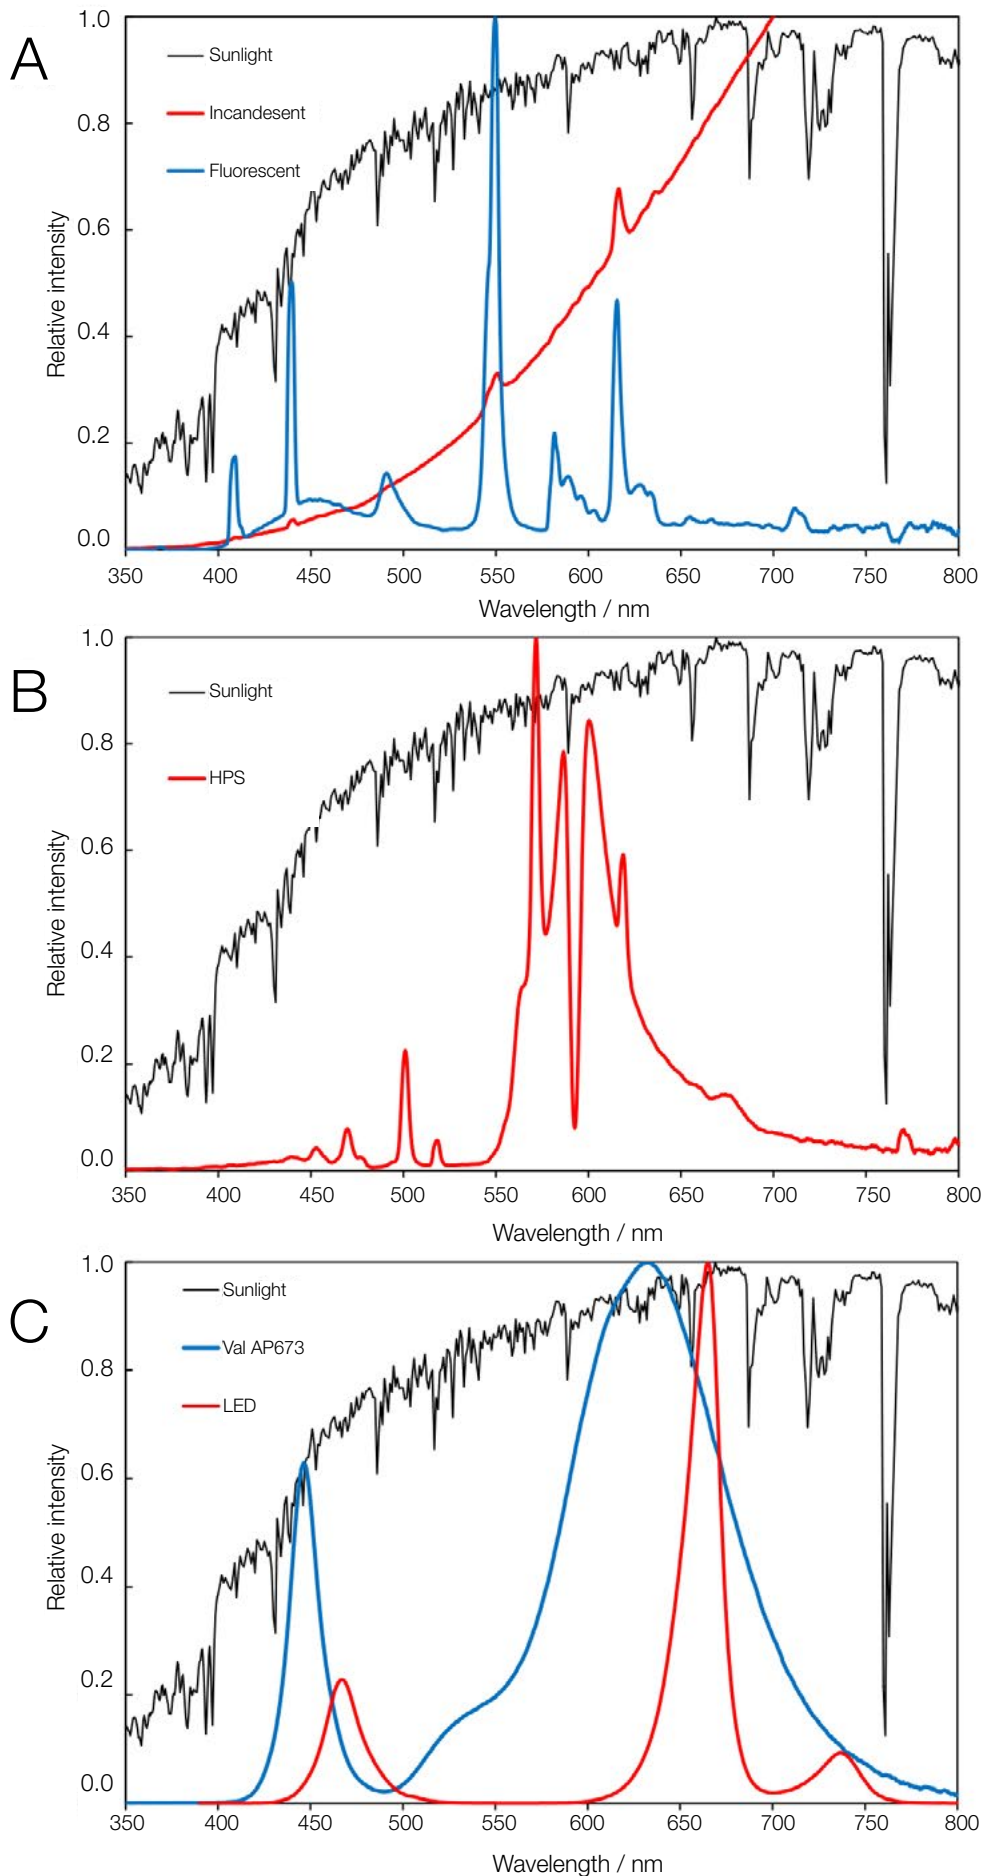 A
1.0
0.8
0.6
0.4
0.2
0.0
Relative intensity
Sunlight
Incandesent
Fluorescent
350 400 450 500 550 600 650 700 750 800
Wavelength / nm
B
1.0
0.8
0.6
0.4
0.2
0.0
Relative intensity
Sunlight
HPS
350 400 450 500 550 600 650 700 750 800
Wavelength / nm
C
1.0
0.8
0.6
0.4
0.2
0.0
Relative intensity
Sunlight
Val AP673
LED
350 400 450 500 550 600 650 700 750 800
Wavelength / nm